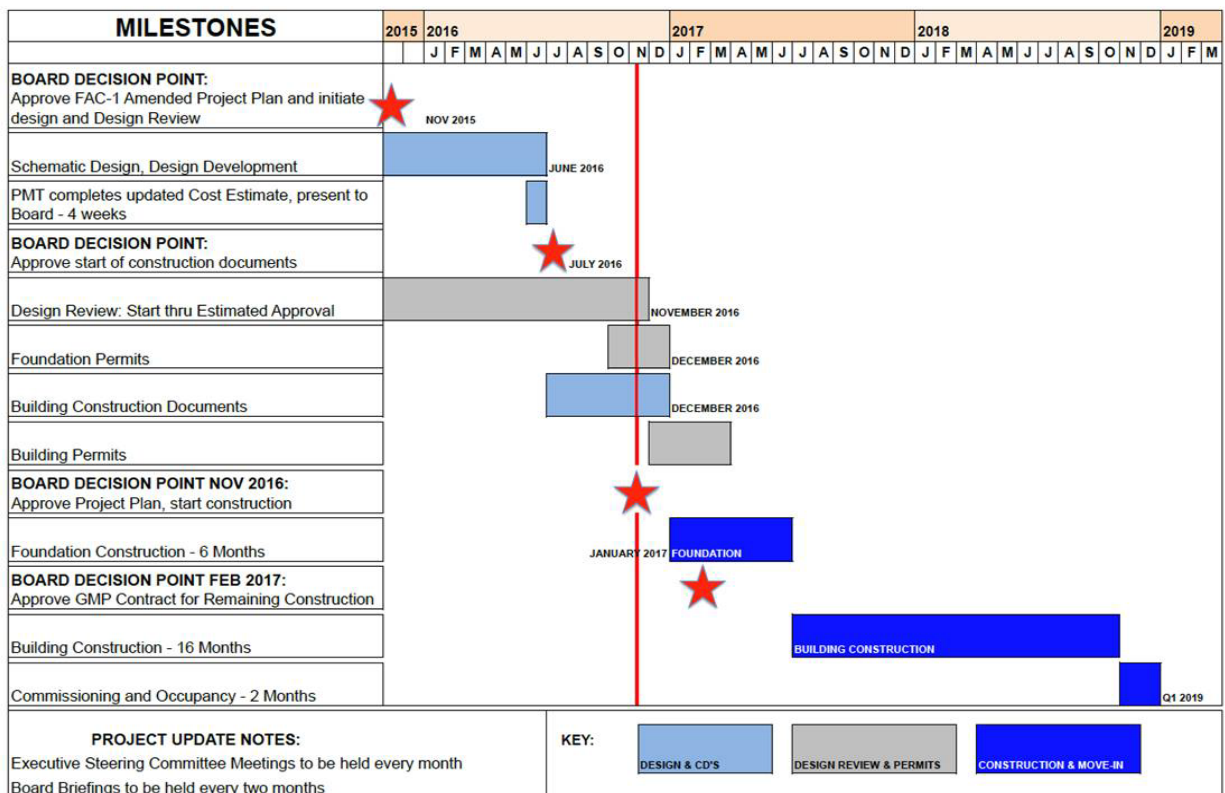 MILESTONES
2015 2016 2017 2018 2019
J F M A M J J A S O N D J F M A M J J A S O N D J F M A M J J A S O N D J F M
BOARD DECISION POINT:
Approve FAC-1 Amended Project Plan and initiate
design and Design Review
NOV 2015
Schematic Design, Design Development
JUNE 2016
PMT completes updated Cost Estimate, present to
Board - 4 weeks
BOARD DECISION POINT:
Approve start of construction documents
JULY 2016
Design Review: Start thru Estimated Approval
NOVEMBER 2016
Foundation Permits
DECEMBER 2016
Building Construction Documents
DECEMBER 2016
Building Permits
BOARD DECISION POINT NOV 2016:
Approve Project Plan, start construction
Foundation Construction - 6 Months
JANUARY 2017 FOUNDATION
BOARD DECISION POINT FEB 2017:
Approve GMP Contract for Remaining Construction
Building Construction - 16 Months
BUILDING CONSTRUCTION
Commissioning and Occupancy - 2 Months
Q1 2019
PROJECT UPDATE NOTES:
Executive Steering Committee Meetings to be held every month
Board Briefings to be held every two months
KEY:
DESIGN & CD'S
DESIGN REVIEW & PERMITS
CONSTRUCTION & MOVE-IN